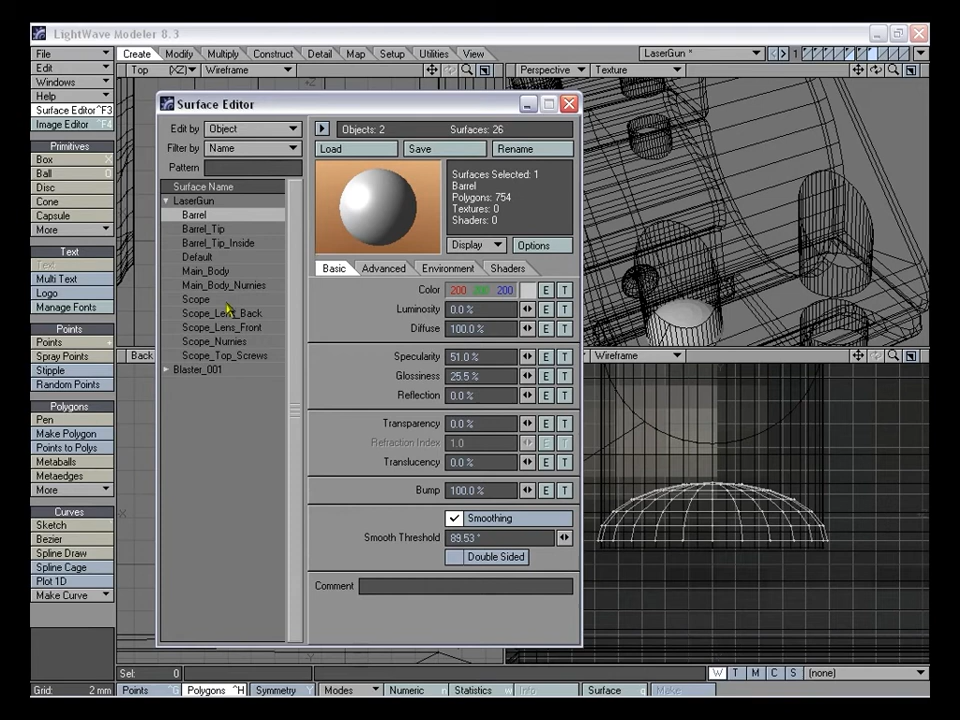 LightWave Modeler 8.3
File Create Modify Multiply Construct Detail Map Setup Utilities View LaserGun * 1
Edit Top (XZ) Wireframe Perspective Texture
Windows
Help
Surface Editor ^F3
Image Editor ^F4
Primitives
Box X
Ball O
Disc
Cone
Capsule
More
Text
Text
Multi Text
Logo
Manage Fonts
Points
Points +
Spray Points
Stipple
Random Points
Polygons
Pen
Make Polygon
Points to Polys
Metaballs
Metaedges
More
Curves
Sketch
Bezier
Spline Draw
Spline Cage
Plot 1D
Make Curve
Surface Editor
Edit by Object
Filter by Name
Pattern
Surface Name
LaserGun
Barrel
Barrel_Tip
Barrel_Tip_Inside
Default
Main_Body
Main_Body_Nurnies
Scope
Scope_Lens_Back
Scope_Lens_Front
Scope_Nurnies
Scope_Top_Screws
Blaster_001
Objects: 2 Surfaces: 26
Load Save Rename
Surfaces Selected: 1
Barrel
Polygons: 754
Textures: 0
Shaders: 0
Display Options
Basic Advanced Environment Shaders
Color 200 200 200 E T
Luminosity 0.0 % E T
Diffuse 100.0 % E T
Specularity 51.0 % E T
Glossiness 25.5 % E T
Reflection 0.0 % E T
Transparency 0.0 % E T
Refraction Index 1.0 E T
Translucency 0.0 % E T
Bump 100.0 % E T
Smoothing
Smooth Threshold 89.53 °
Double Sided
Comment
Back Wireframe
Sel: 0 W T M C S (none)
Grid: 2 mm Points ^G Polygons ^H Symmetry Y Modes Numeric n Statistics w Info i Surface q Make